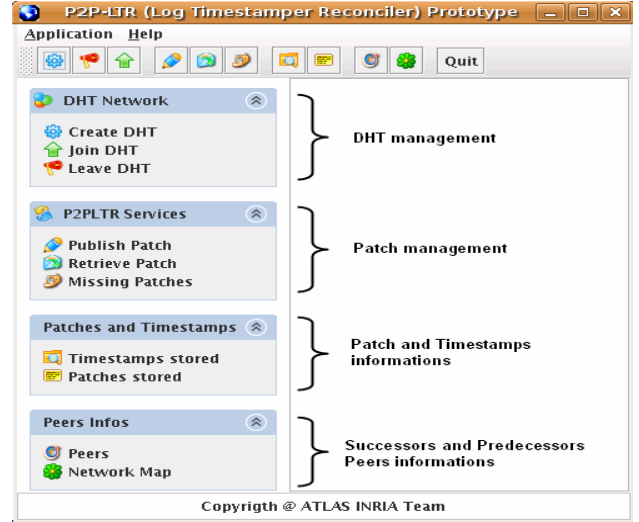 P2P-LTR (Log Timestamper Reconciler) Prototype
Application Help
Quit
DHT Network
Create DHT
Join DHT
Leave DHT
DHT management
P2PLTR Services
Publish Patch
Retrieve Patch
Missing Patches
Patch management
Patches and Timestamps
Timestamps stored
Patches stored
Patch and Timestamps
informations
Peers Infos
Peers
Network Map
Successors and Predecessors
Peers informations
Copyrigth @ ATLAS INRIA Team